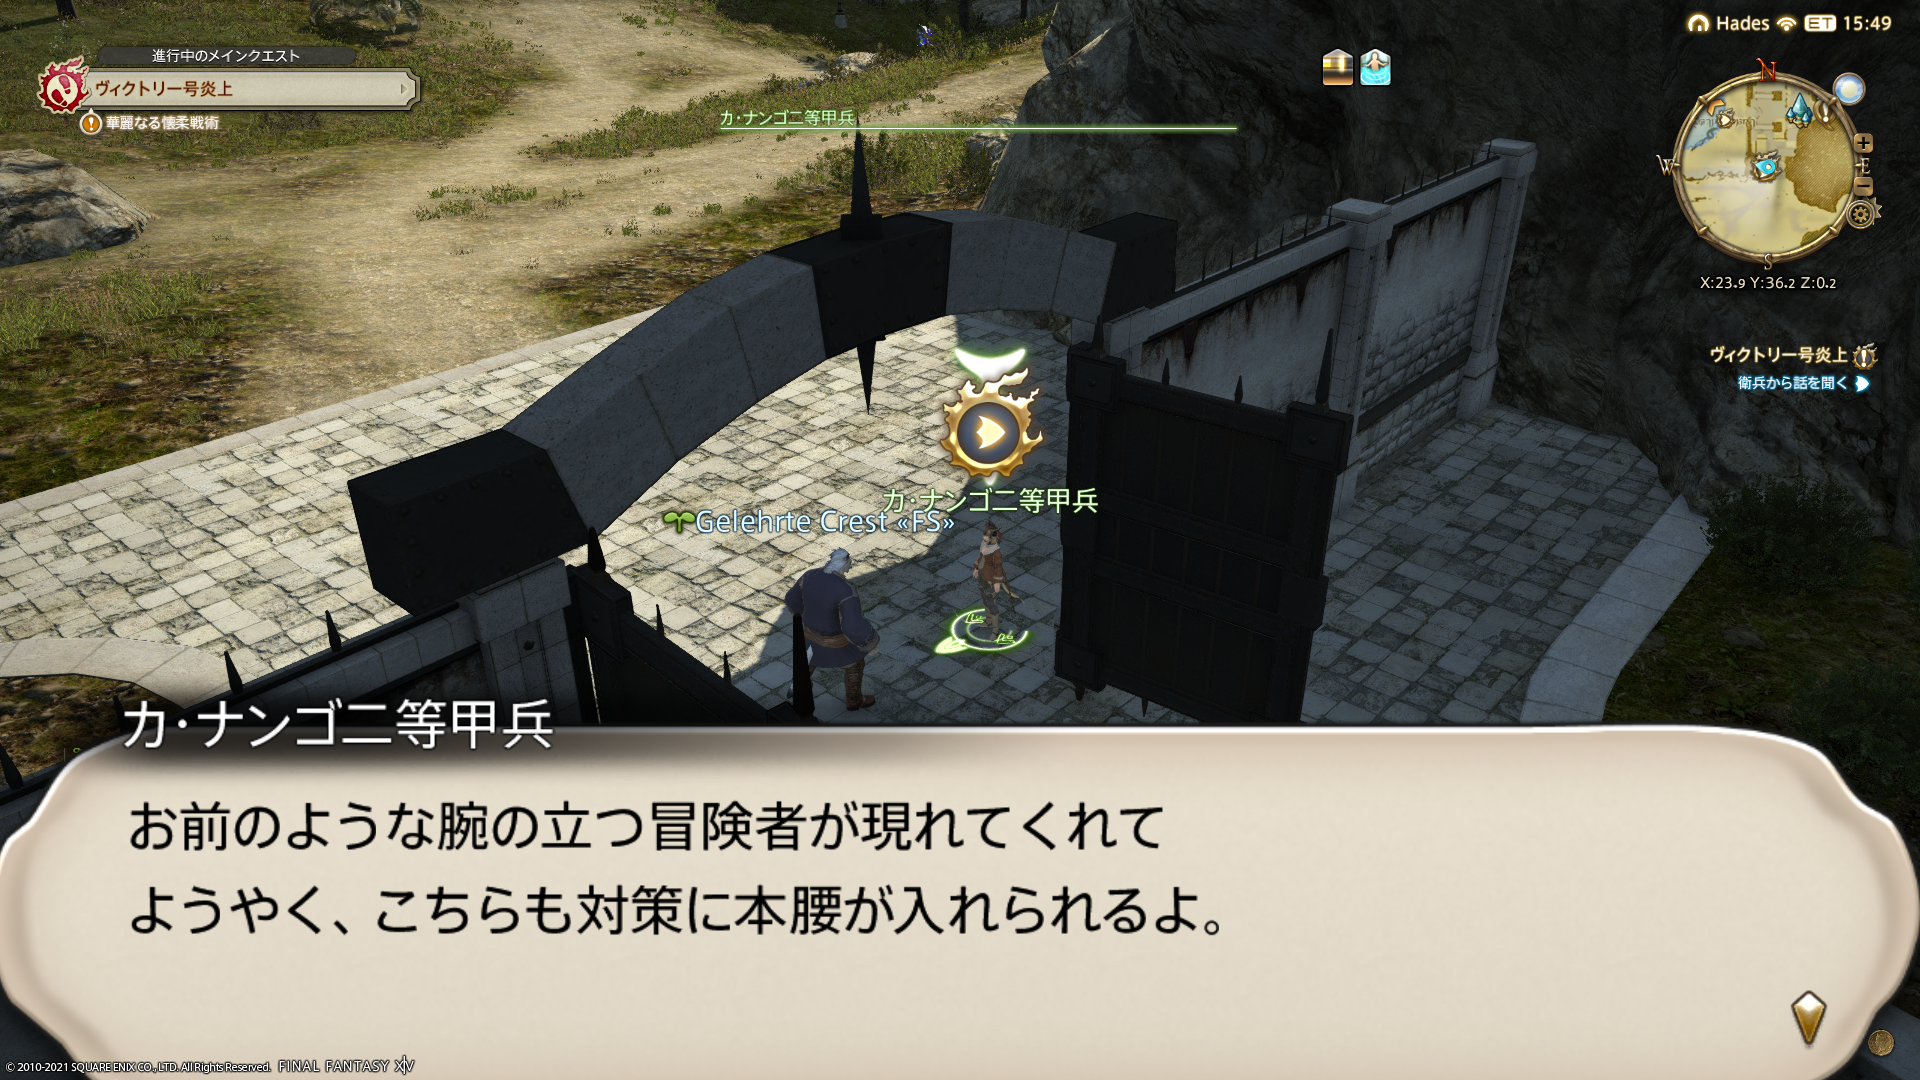 進行中のメインクエスト
ヴィクトリー号炎上
華麗なる懐柔戦術
カ・ナンゴ二等甲兵
Hades ET 15:49
N
W
E
S
X:23.9 Y:36.2 Z:0.2
ヴィクトリー号炎上
衛兵から話を聞く
カ・ナンゴ二等甲兵
Gelehrte Crest «FS»
カ・ナンゴ二等甲兵
お前のような腕の立つ冒険者が現れてくれて
ようやく、こちらも対策に本腰が入れられるよ。
© 2010-2021 SQUARE ENIX CO., LTD. All Rights Reserved. FINAL FANTASY XIV